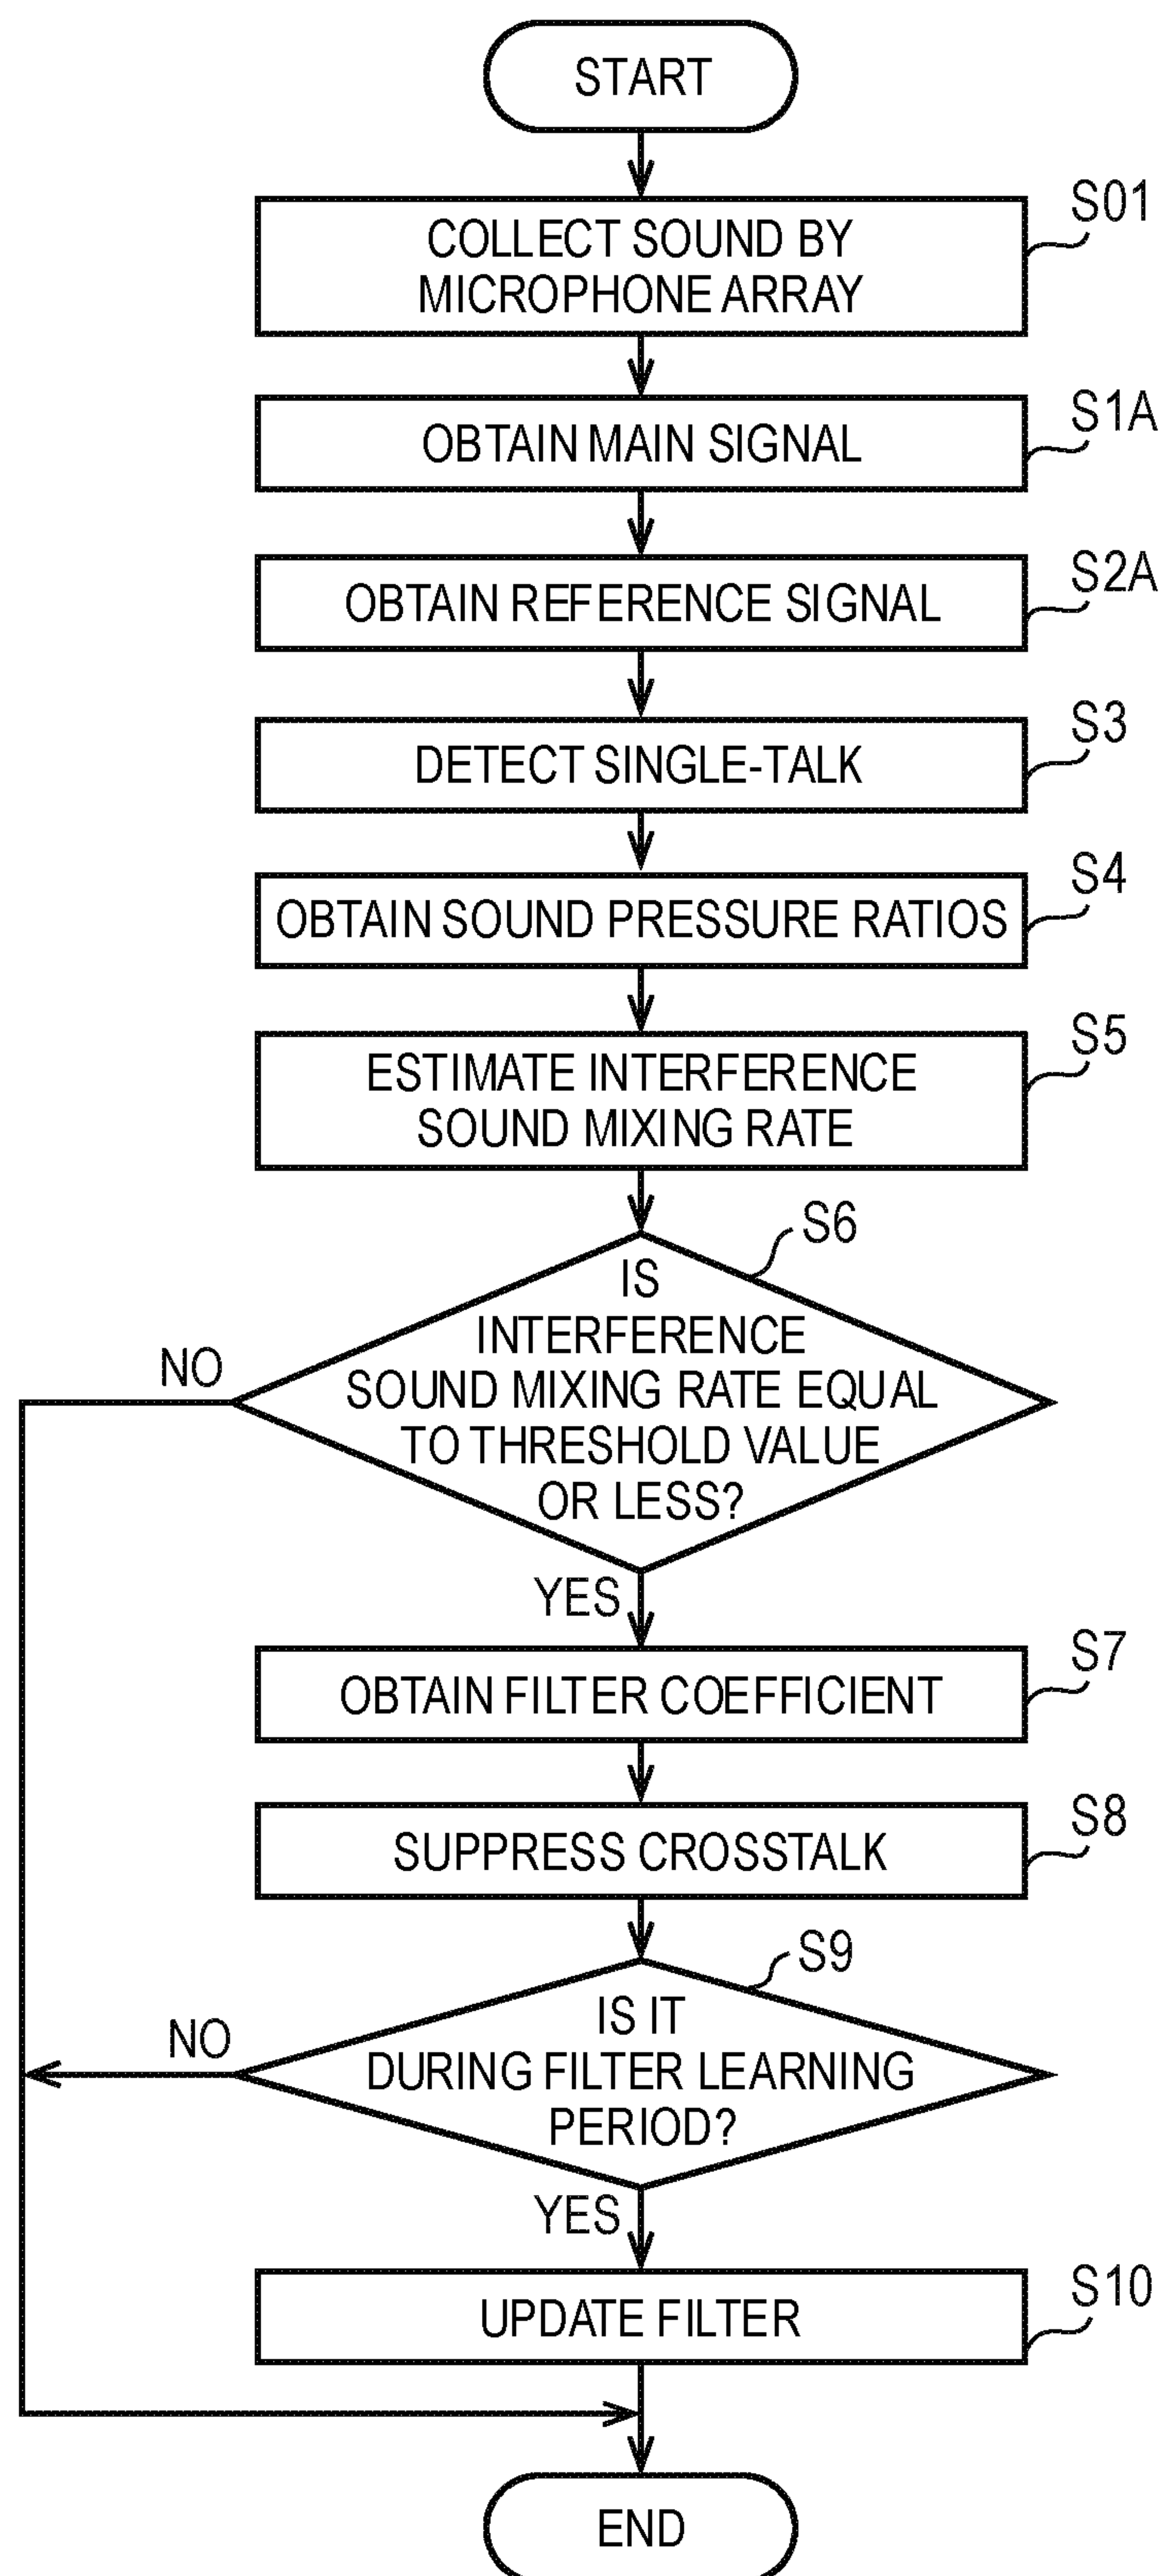 START
COLLECT SOUND BY
MICROPHONE ARRAY
S01
OBTAIN MAIN SIGNAL
S1A
OBTAIN REFERENCE SIGNAL
S2A
DETECT SINGLE-TALK
S3
OBTAIN SOUND PRESSURE RATIOS
S4
ESTIMATE INTERFERENCE
SOUND MIXING RATE
S5
S6
IS
INTERFERENCE
SOUND MIXING RATE EQUAL
TO THRESHOLD VALUE
OR LESS?
NO
YES
OBTAIN FILTER COEFFICIENT
S7
SUPPRESS CROSSTALK
S8
S9
IS IT
DURING FILTER LEARNING
PERIOD?
NO
YES
UPDATE FILTER
S10
END